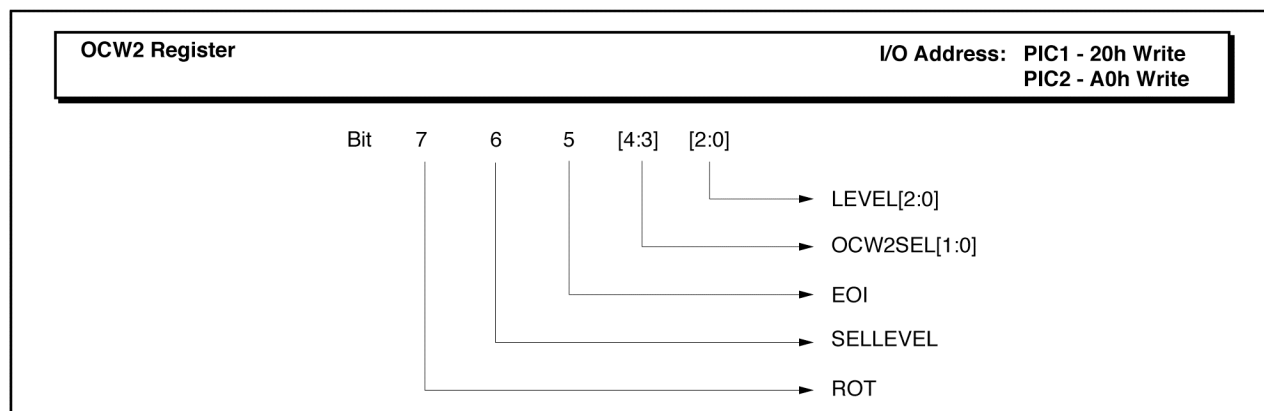 OCW2 Register I/O Address: PIC1 - 20h Write
PIC2 - A0h Write
Bit 7 6 5 [4:3] [2:0]
LEVEL[2:0]
OCW2SEL[1:0]
EOI
SELLEVEL
ROT